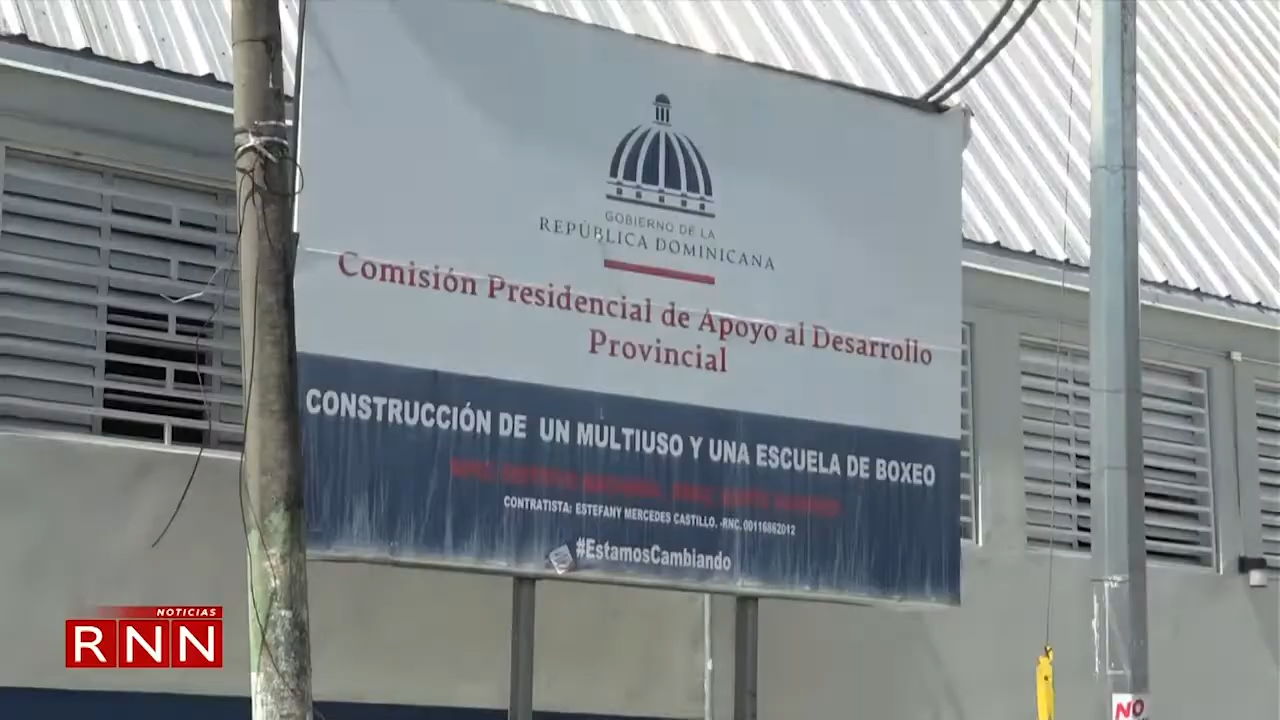 GOBIERNO DE LA
REPÚBLICA DOMINICANA
Comisión Presidencial de Apoyo al Desarrollo
Provincial
CONSTRUCCIÓN DE UN MULTIUSO Y UNA ESCUELA DE BOXEO
CONTRATISTA: ESTEFANY MERCEDES CASTILLO. -RNC. 00116862012
#EstamosCambiando
NOTICIAS
RNN
NO